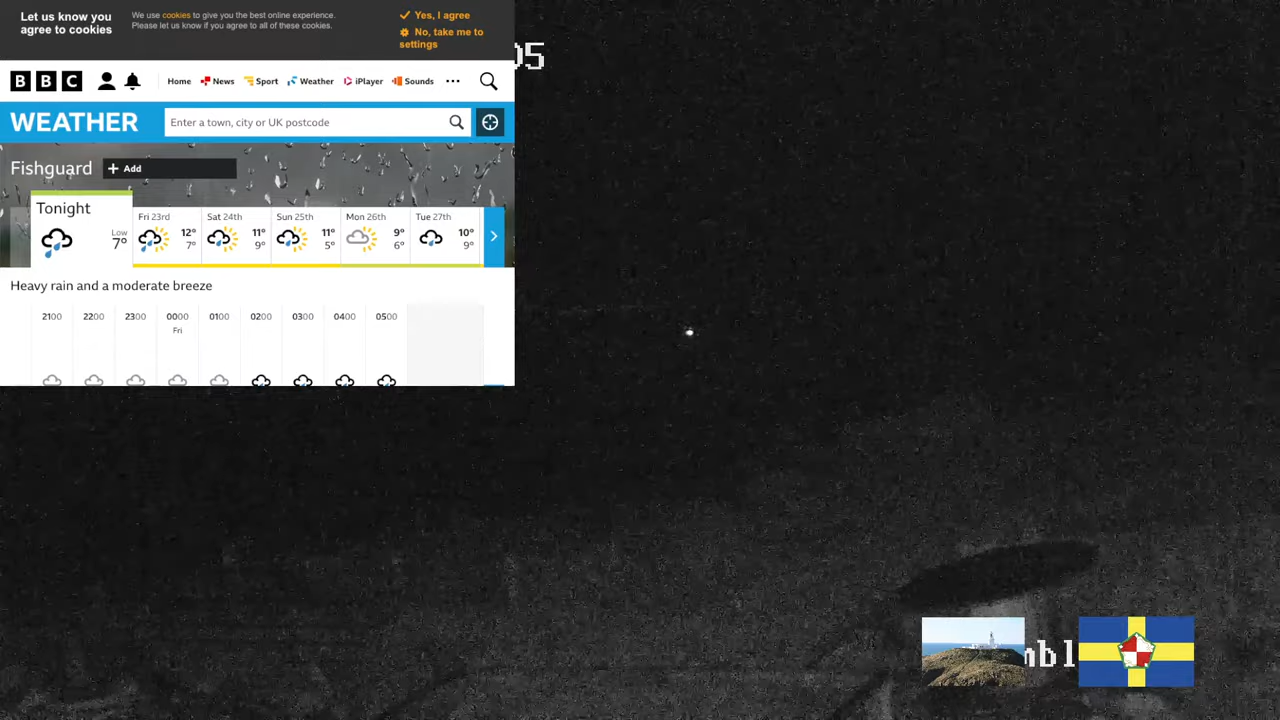 Let us know you
agree to cookies
We use cookies to give you the best online experience.
Please let us know if you agree to all of these cookies.
Yes, I agree
No, take me to
settings
05
BBC
Home
News
Sport
Weather
iPlayer
Sounds
WEATHER
Enter a town, city or UK postcode
Fishguard
+ Add
Tonight
Low
7°
Fri 23rd
12°
7°
Sat 24th
11°
9°
Sun 25th
11°
5°
Mon 26th
9°
6°
Tue 27th
10°
9°
Heavy rain and a moderate breeze
2100 2200 2300 0000 0100 0200 0300 0400 0500
Fri